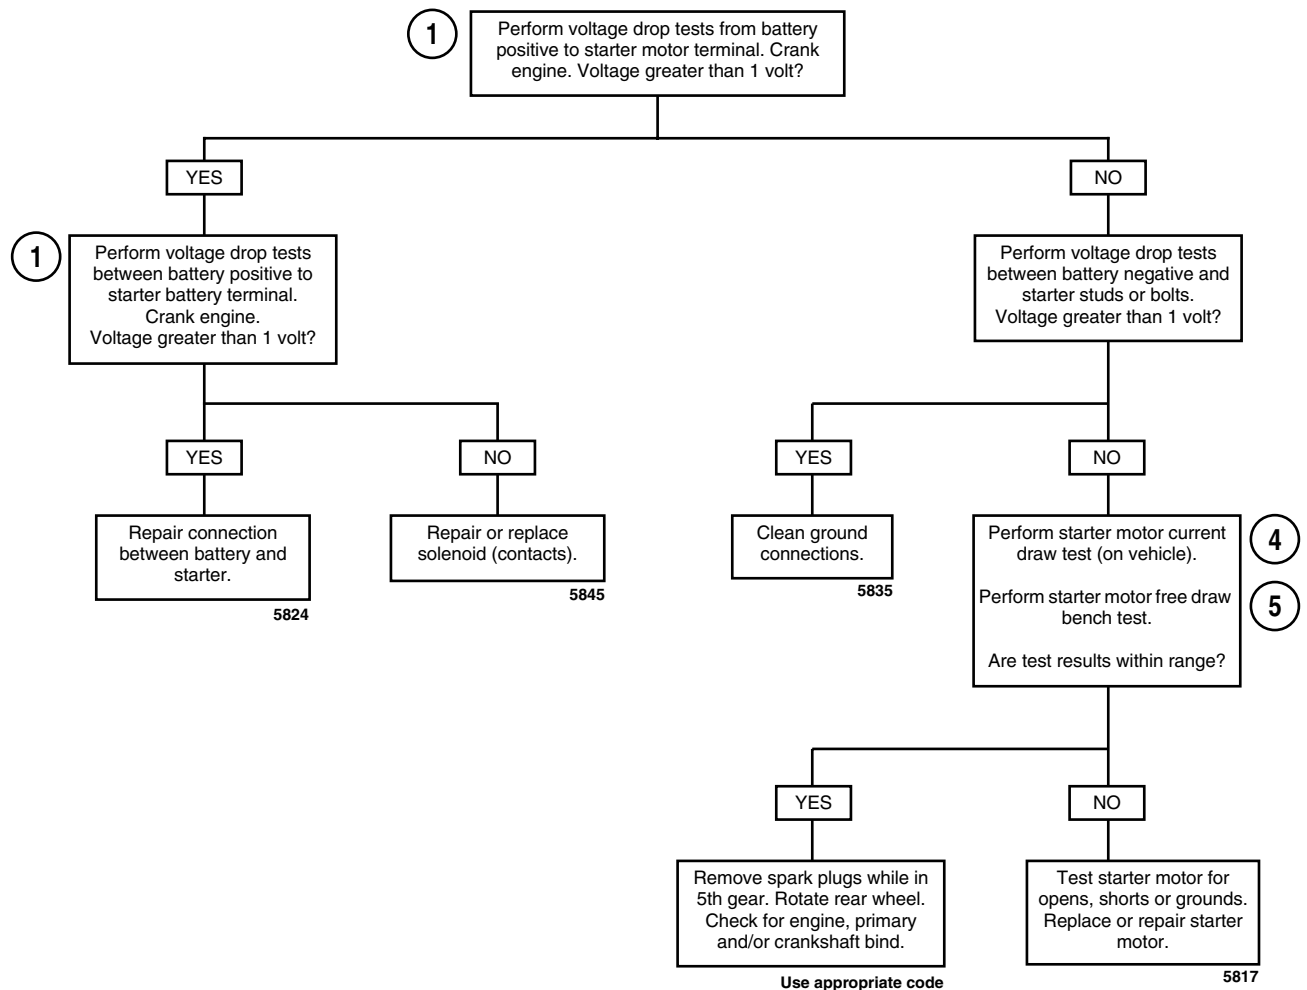 1
Perform voltage drop tests from battery
positive to starter motor terminal. Crank
engine. Voltage greater than 1 volt?
YES
NO
1
Perform voltage drop tests
between battery positive to
starter battery terminal.
Crank engine.
Voltage greater than 1 volt?
Perform voltage drop tests
between battery negative and
starter studs or bolts.
Voltage greater than 1 volt?
YES
NO
YES
NO
Repair connection
between battery and
starter.
5824
Repair or replace
solenoid (contacts).
5845
Clean ground
connections.
5835
Perform starter motor current
draw test (on vehicle).
4
Perform starter motor free draw
bench test.
5
Are test results within range?
YES
NO
Remove spark plugs while in
5th gear. Rotate rear wheel.
Check for engine, primary
and/or crankshaft bind.
Use appropriate code
Test starter motor for
opens, shorts or grounds.
Replace or repair starter
motor.
5817